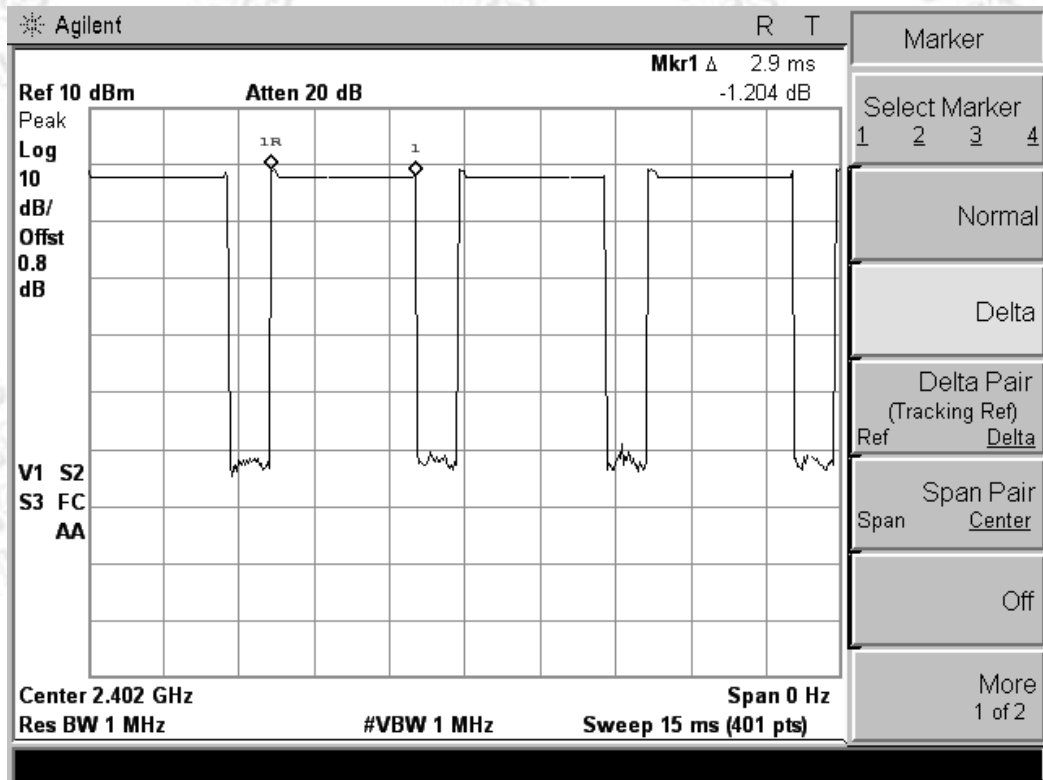 Agilent
R T
Mkr1 Δ 2.9 ms
Ref 10 dBm Atten 20 dB -1.204 dB
Peak
Log
10
dB/
Offset
0.8
dB
1R
1
V1 S2
S3 FC
AA
Center 2.402 GHz Span 0 Hz
Res BW 1 MHz #VBW 1 MHz Sweep 15 ms (401 pts)
Marker
Select Marker
1 2 3 4
Normal
Delta
Delta Pair
(Tracking Ref)
Ref Delta
Span Pair
Span Center
Off
More
1 of 2